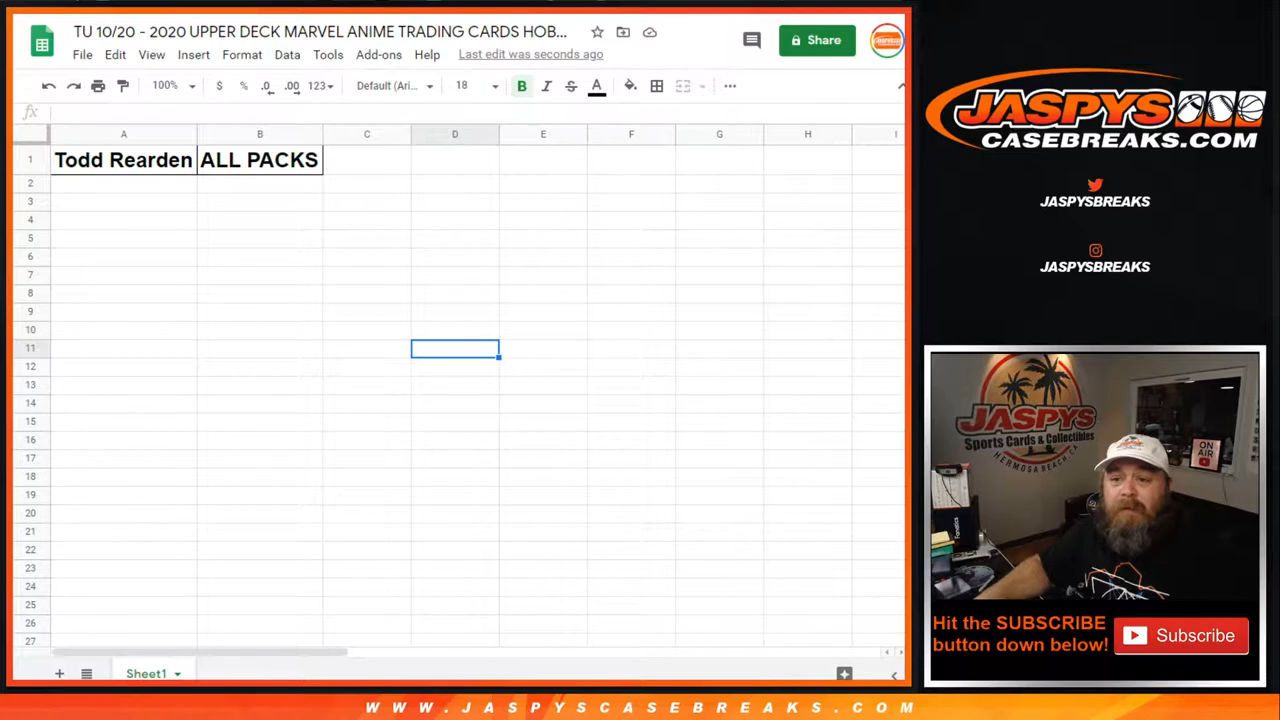 TU 10/20 - 2020 UPPER DECK MARVEL ANIME TRADING CARDS HOB...
Share
File Edit View Insert Format Data Tools Add-ons Help Last edit was seconds ago
100% $ % .0 .00 123 Default (Ari... 18 B I S A
fx
A B C D E F G H I
1 Todd Rearden ALL PACKS
2
3
4
5
6
7
8
9
10
11
12
13
14
15
16
17
18
19
20
21
22
23
24
25
26
27
Sheet1
JASPYS
CASEBREAKS.COM
JASPYSBREAKS
JASPYSBREAKS
JASPYS
Sports Cards & Collectibles
HERMOSA BEACH CA
ON
AIR
Fanatics
Hit the SUBSCRIBE
button down below!
Subscribe
WWW.JASPYSCASEBREAKS.COM